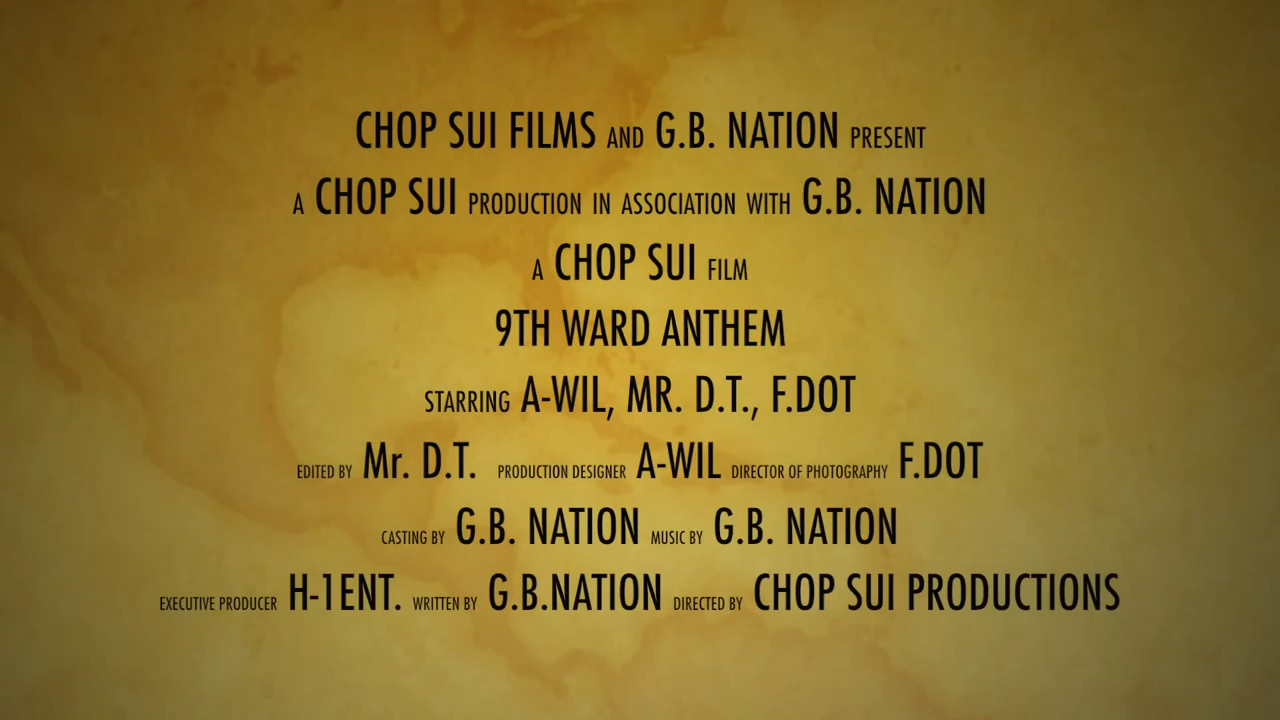 CHOP SUI FILMS AND G.B. NATION PRESENT
A CHOP SUI PRODUCTION IN ASSOCIATION WITH G.B. NATION
A CHOP SUI FILM
9TH WARD ANTHEM
STARRING A-WIL, MR. D.T., F.DOT
EDITED BY Mr. D.T. PRODUCTION DESIGNER A-WIL DIRECTOR OF PHOTOGRAPHY F.DOT
CASTING BY G.B. NATION MUSIC BY G.B. NATION
EXECUTIVE PRODUCER H-1ENT. WRITTEN BY G.B.NATION DIRECTED BY CHOP SUI PRODUCTIONS